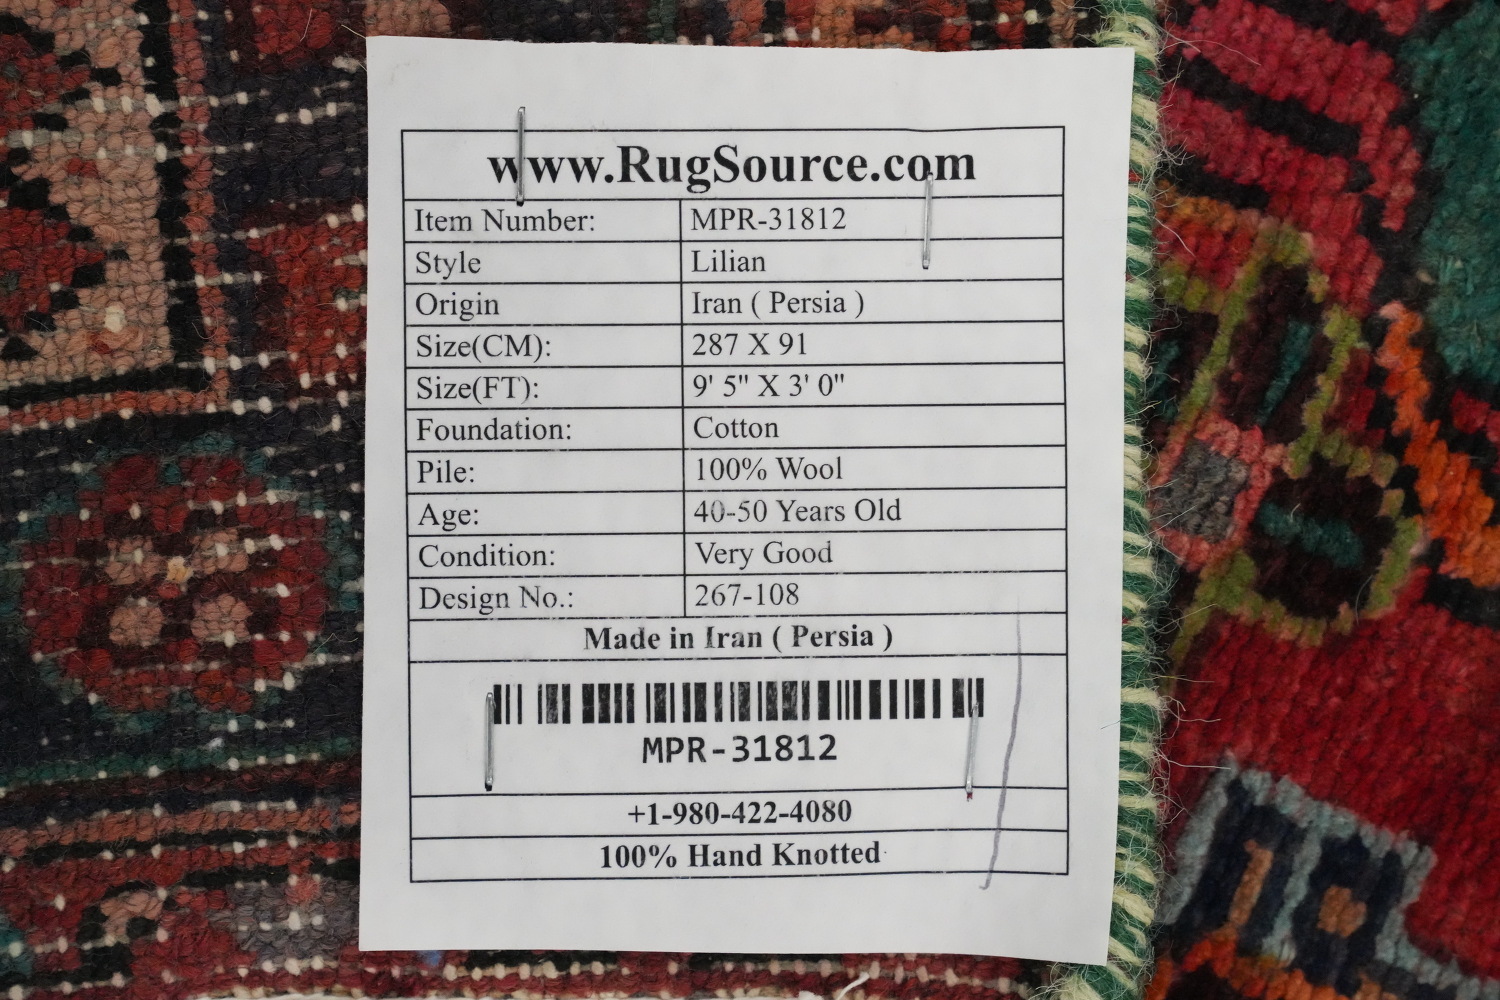 www.RugSource.com
Item Number: MPR-31812
Style Lilian
Origin Iran ( Persia )
Size(CM): 287 X 91
Size(FT): 9' 5" X 3' 0"
Foundation: Cotton
Pile: 100% Wool
Age: 40-50 Years Old
Condition: Very Good
Design No.: 267-108
Made in Iran ( Persia )
MPR-31812
+1-980-422-4080
100% Hand Knotted